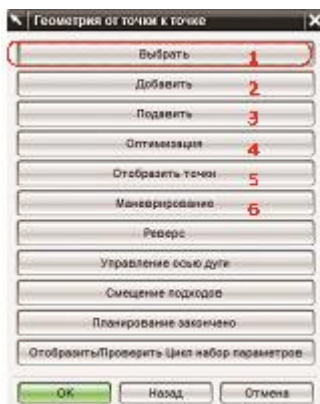 Геометрия от точки к точке
Выбрать 1
Добавить 2
Подавить 3
Оптимизация 4
Отобразить точки 5
Маневрирование 6
Реверс
Управление осью дуги
Смещение подходов
Планирование закончено
Отобразить/Проверить Цикл набор параметров
ОК Назад Отмена